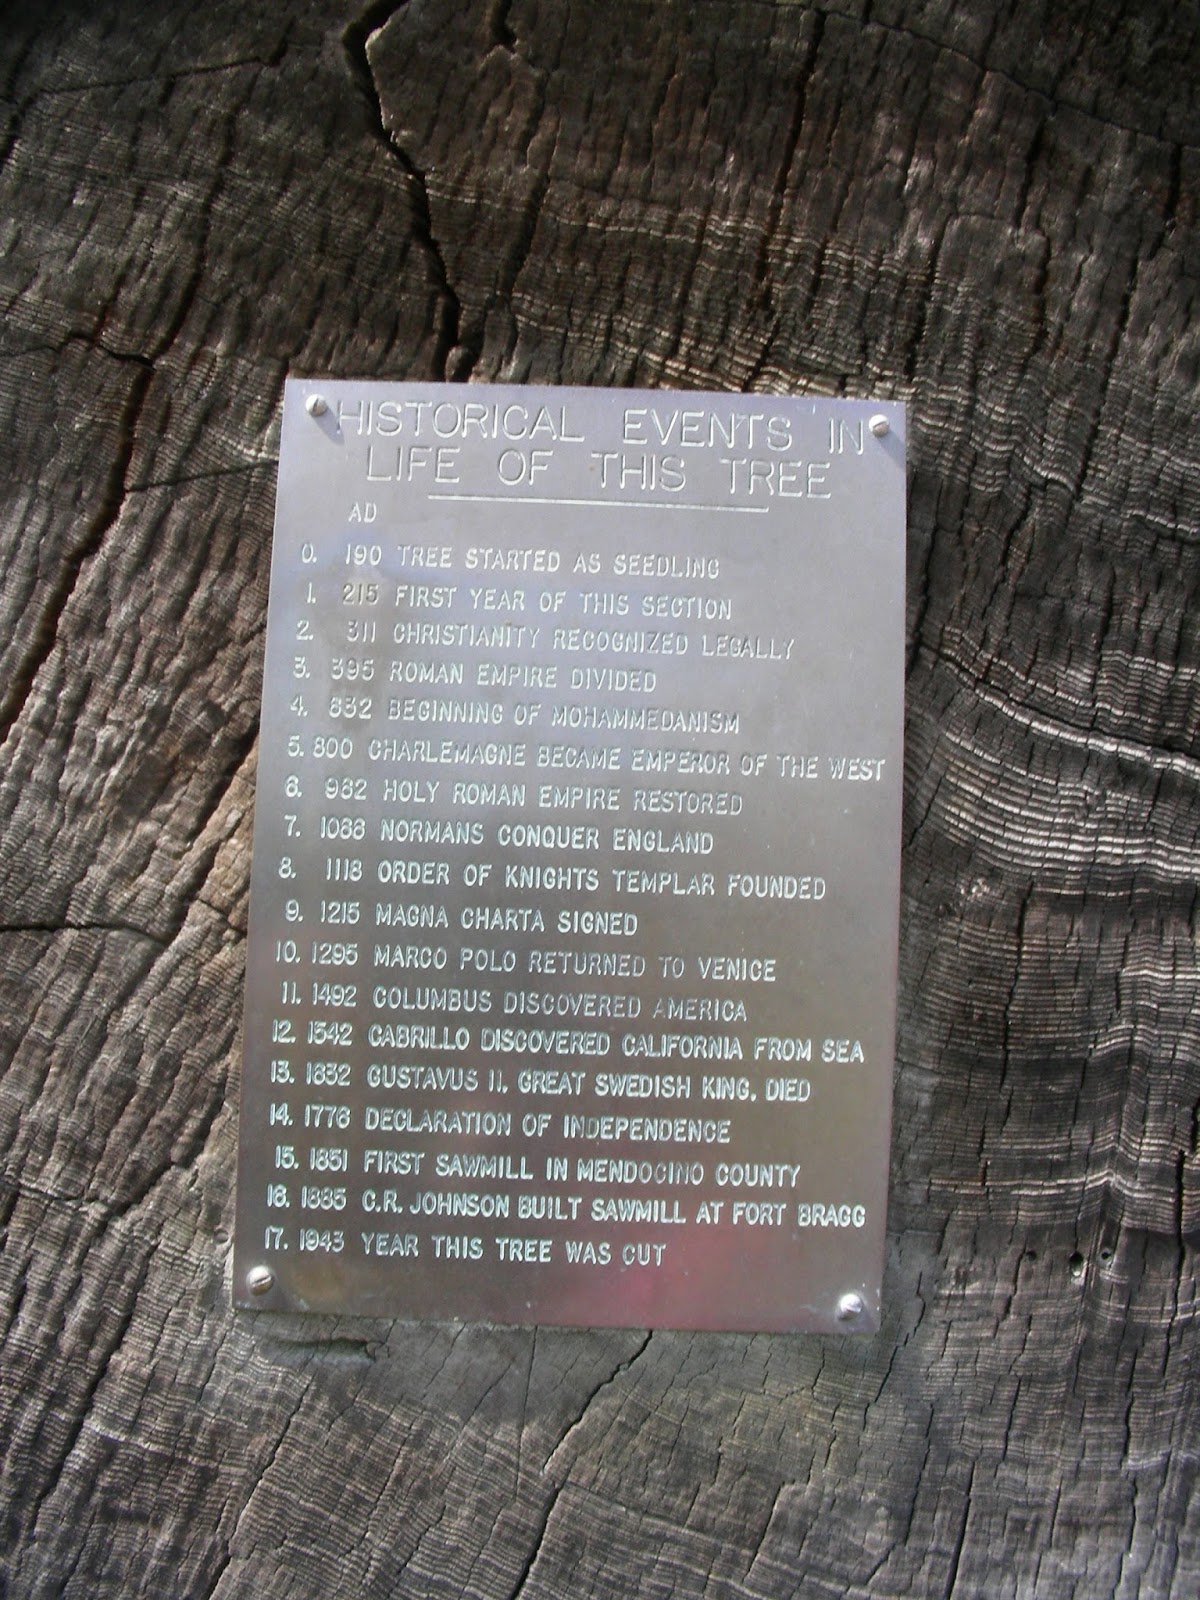 HISTORICAL EVENTS IN
LIFE OF THIS TREE
AD
0. 190 TREE STARTED AS SEEDLING
1. 215 FIRST YEAR OF THIS SECTION
2. 311 CHRISTIANITY RECOGNIZED LEGALLY
3. 395 ROMAN EMPIRE DIVIDED
4. 632 BEGINNING OF MOHAMMEDANISM
5. 800 CHARLEMAGNE BECAME EMPEROR OF THE WEST
6. 962 HOLY ROMAN EMPIRE RESTORED
7. 1066 NORMANS CONQUER ENGLAND
8. 1118 ORDER OF KNIGHTS TEMPLAR FOUNDED
9. 1215 MAGNA CHARTA SIGNED
10. 1295 MARCO POLO RETURNED TO VENICE
11. 1492 COLUMBUS DISCOVERED AMERICA
12. 1542 CABRILLO DISCOVERED CALIFORNIA FROM SEA
13. 1632 GUSTAVUS II, GREAT SWEDISH KING, DIED
14. 1776 DECLARATION OF INDEPENDENCE
15. 1851 FIRST SAWMILL IN MENDOCINO COUNTY
16. 1885 C.R. JOHNSON BUILT SAWMILL AT FORT BRAGG
17. 1943 YEAR THIS TREE WAS CUT